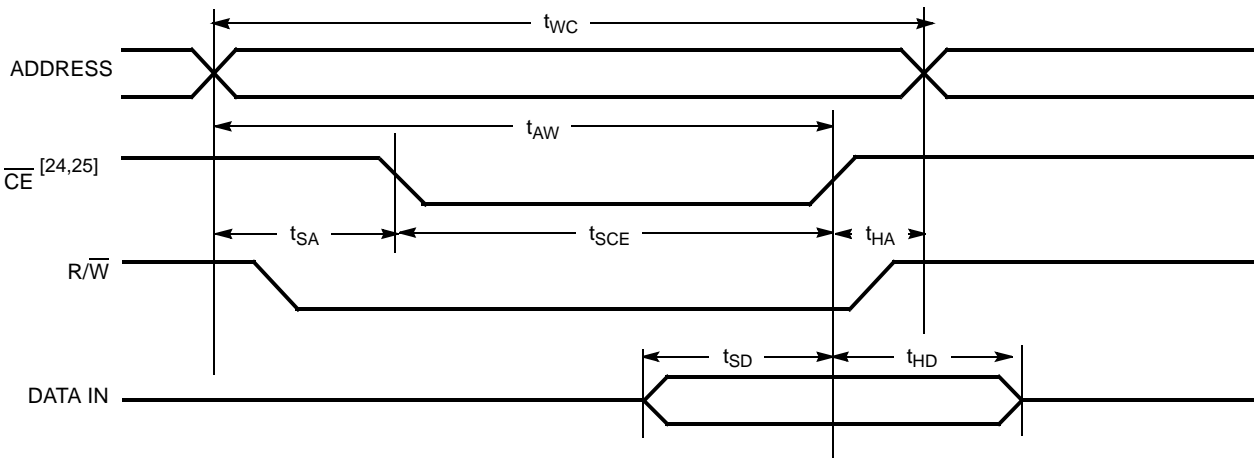 tWC
ADDRESS
tAW
CE [24,25]
tSA
tSCE
tHA
R/W
tSD
tHD
DATA IN